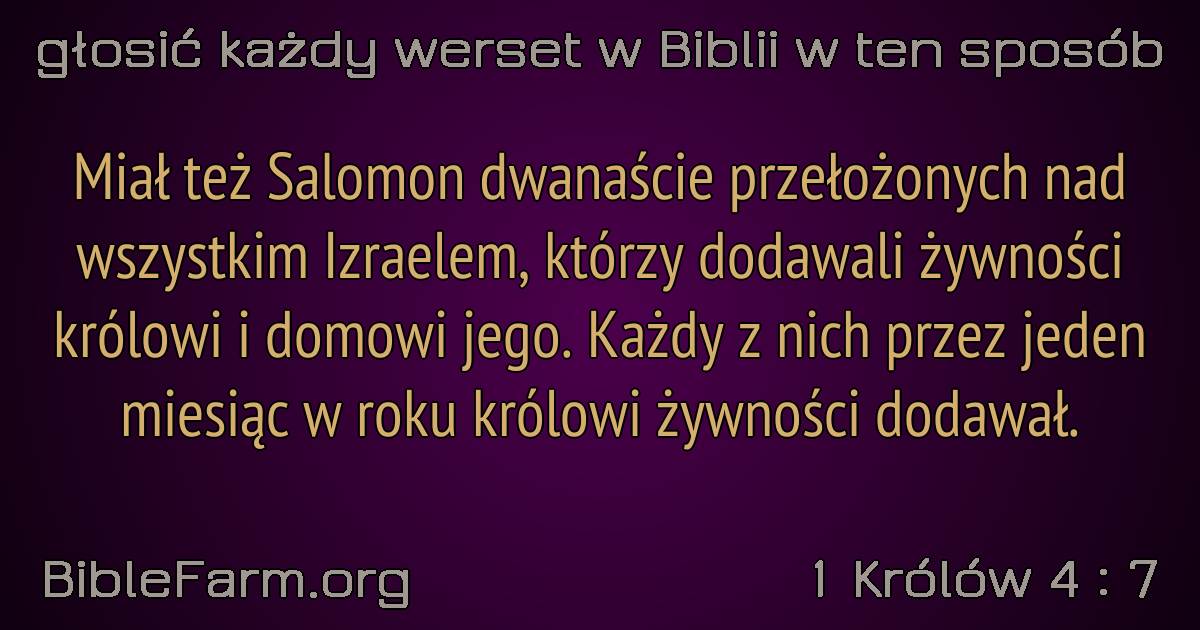 głosić każdy werset w Biblii w ten sposób
Miał też Salomon dwanaście przełożonych nad
wszystkim Izraelem, którzy dodawali żywności
królowi i domowi jego. Każdy z nich przez jeden
miesiąc w roku królowi żywności dodawał.
BibleFarm.org
1 Królów 4 : 7